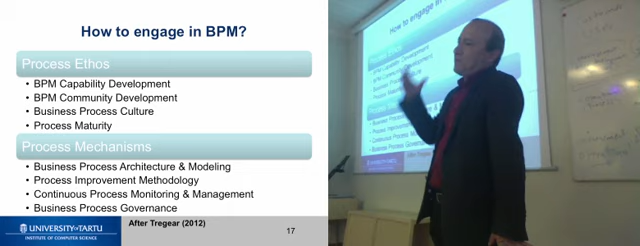 How to engage in BPM?
Process Ethos
• BPM Capability Development
• BPM Community Development
• Business Process Culture
• Process Maturity
Process Mechanisms
• Business Process Architecture & Modeling
• Process Improvement Methodology
• Continuous Process Monitoring & Management
• Business Process Governance
UNIVERSITY OF TARTU
INSTITUTE OF COMPUTER SCIENCE
After Tregear (2012)
17
How to engage in